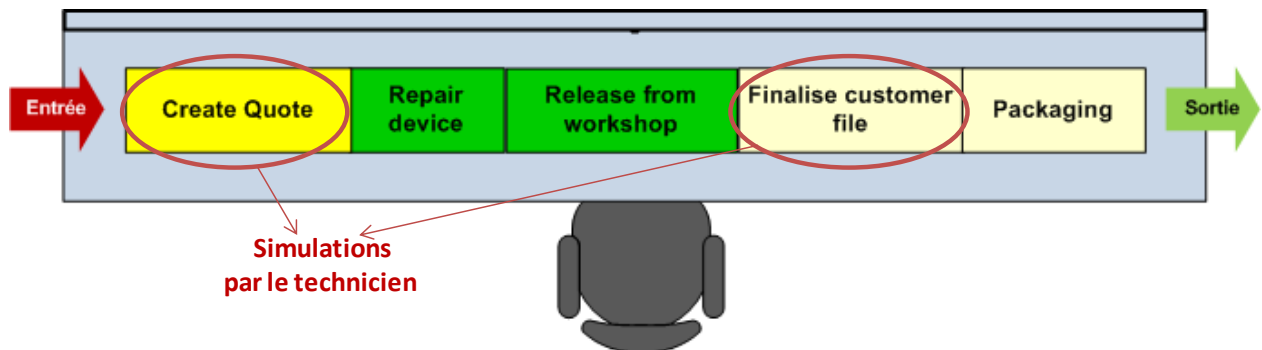 Entrée
Create Quote
Repair
device
Release from
workshop
Finalise customer
file
Packaging
Sortie
Simulations
par le technicien